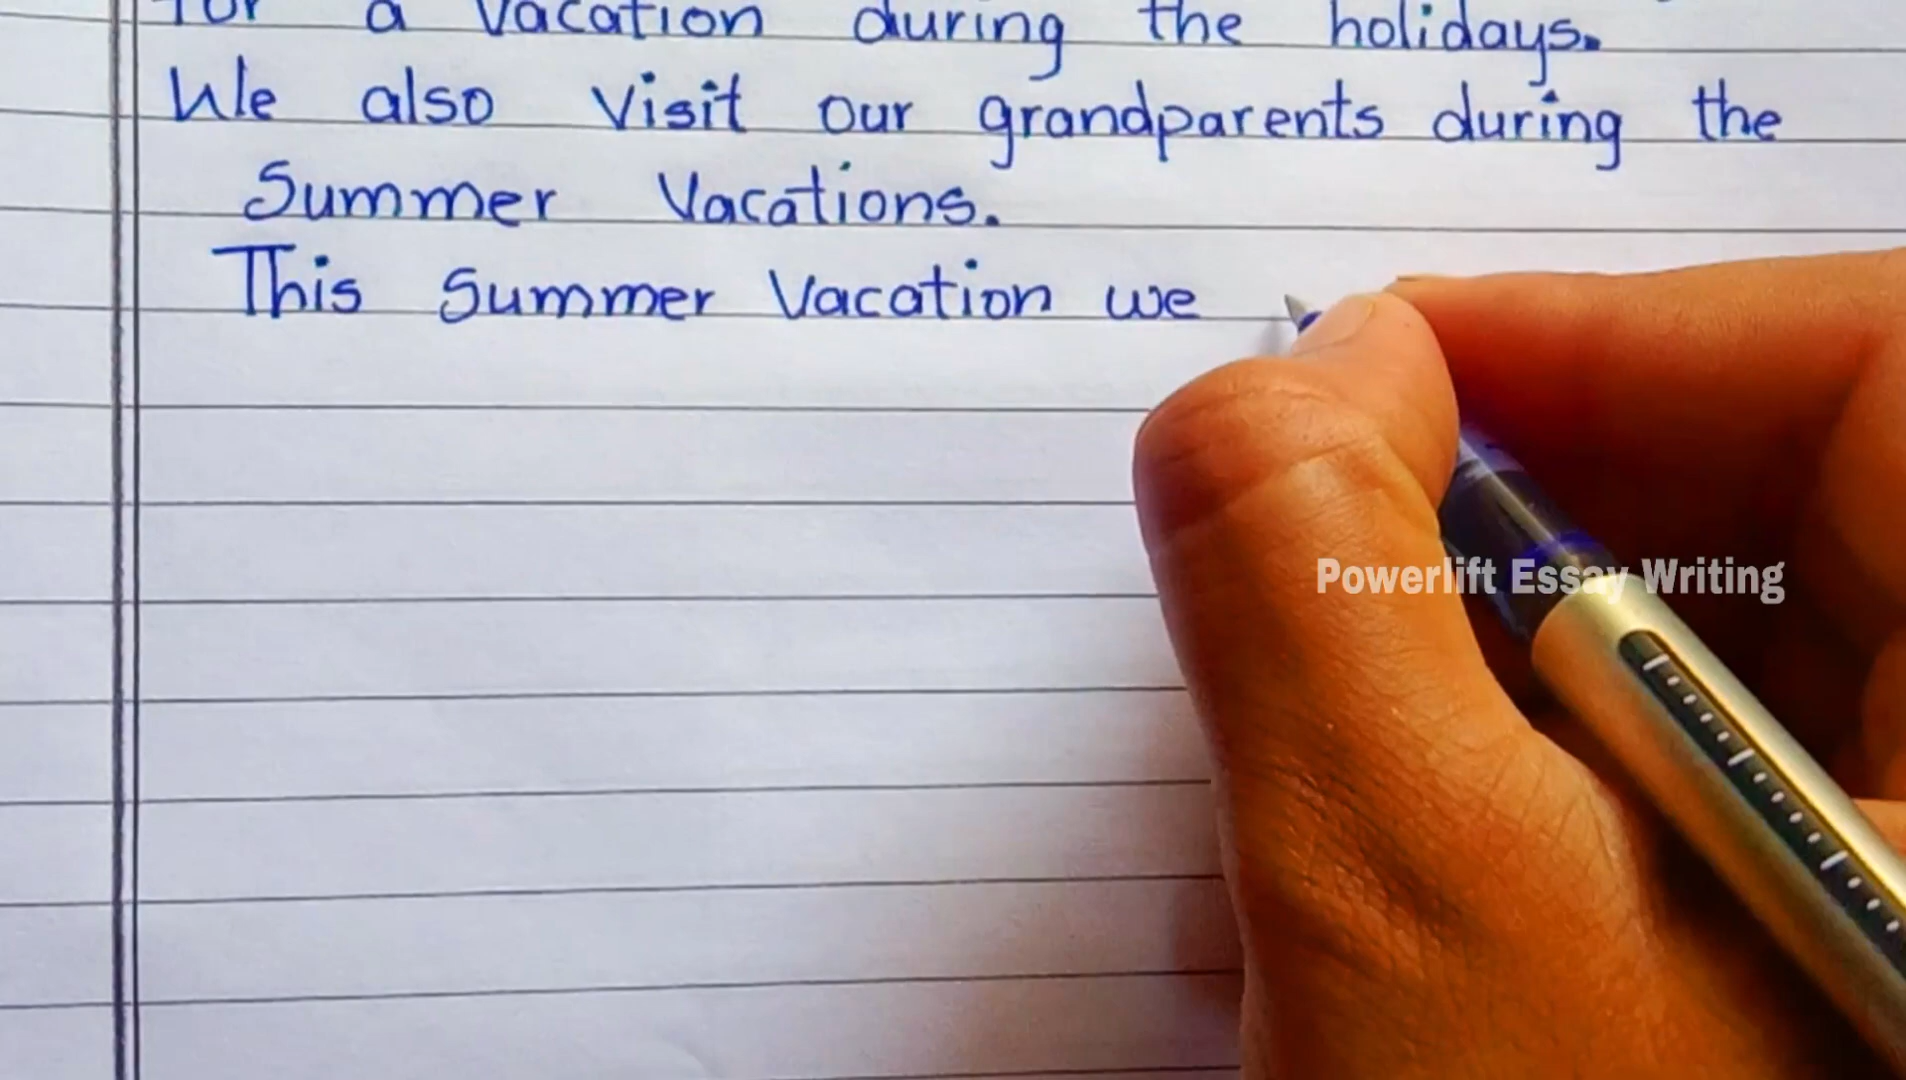 for a vacation during the holidays.
We also visit our grandparents during the
Summer Vacations.
This Summer Vacation we
Powerlift Essay Writing